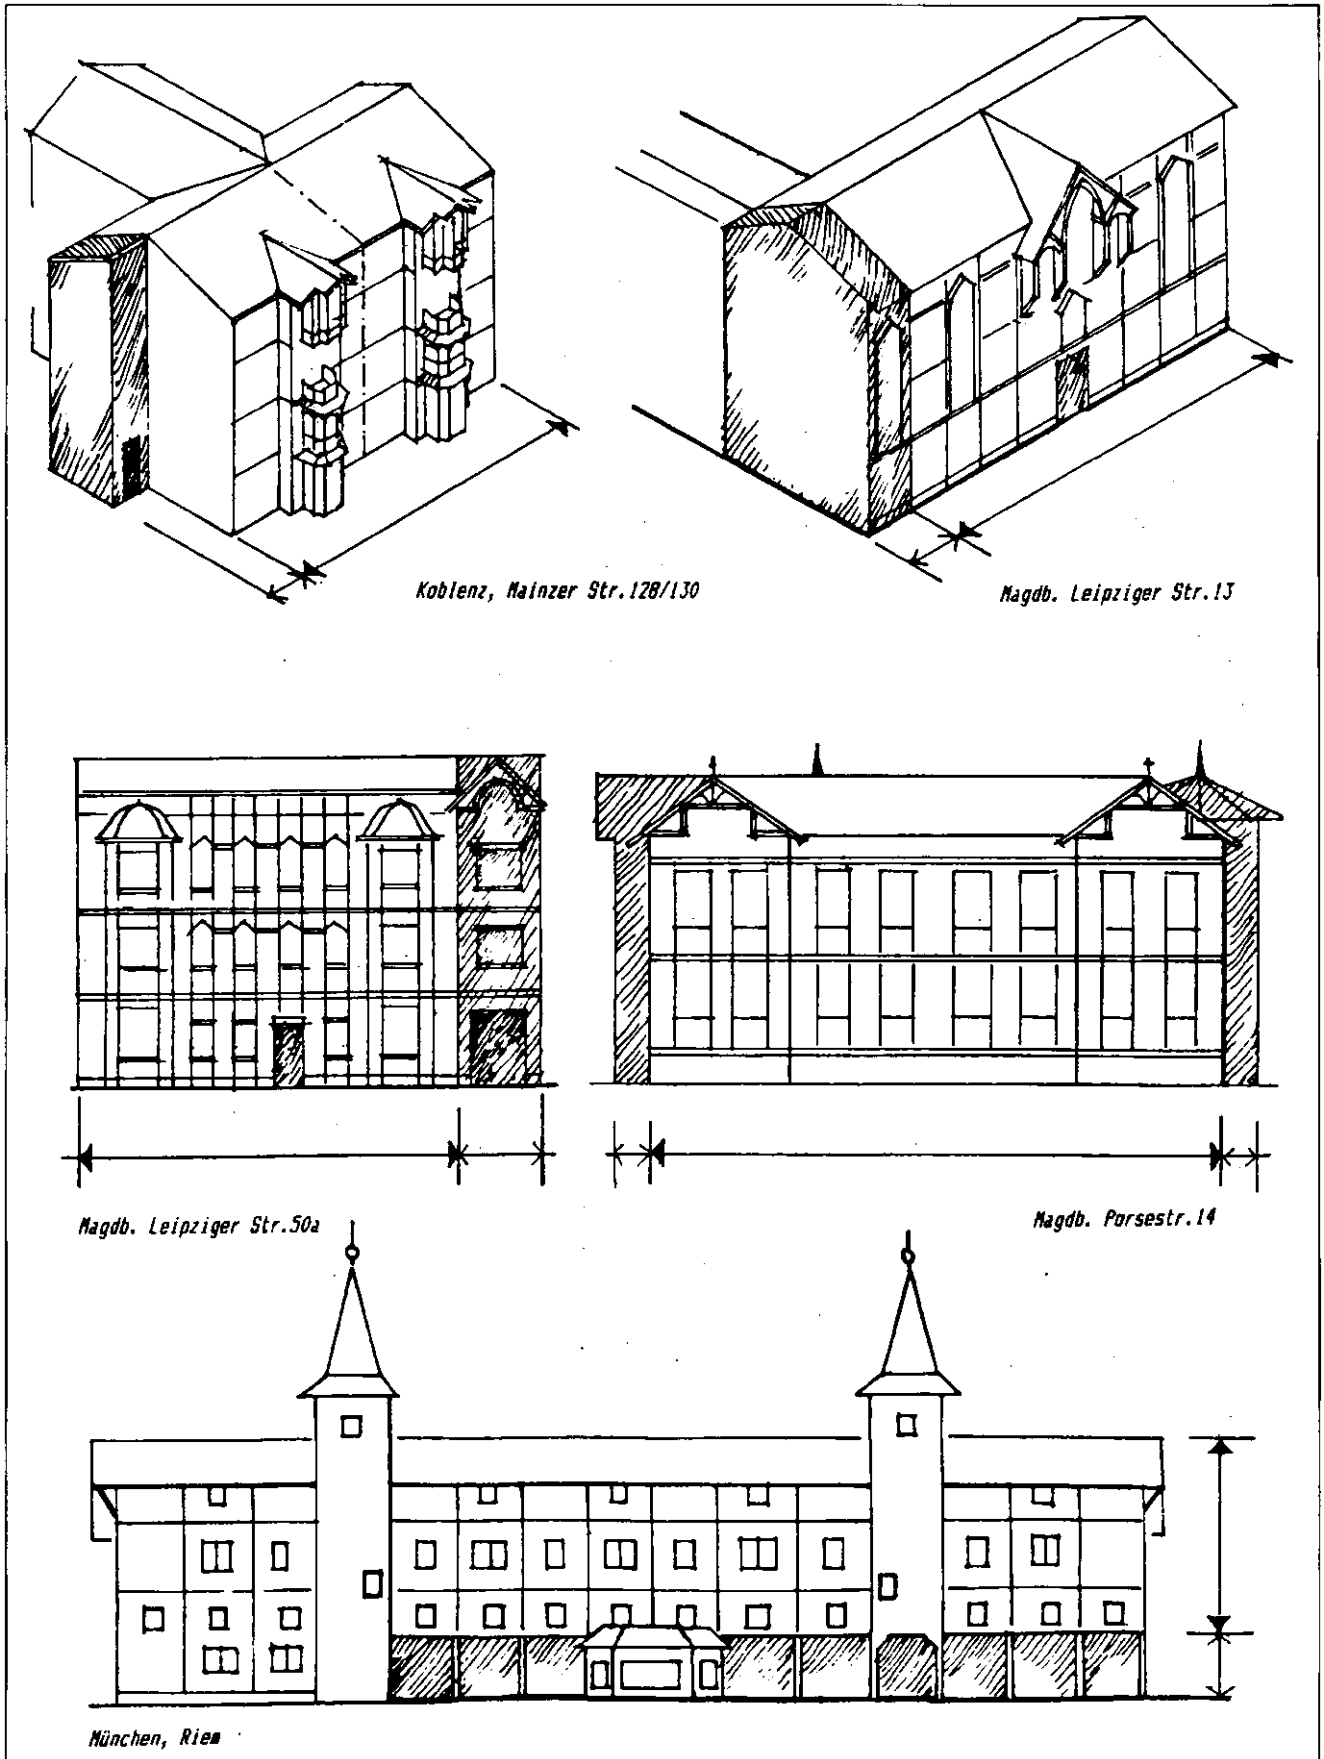 Koblenz, Mainzer Str.128/130
Magdb. Leipziger Str.13
Magdb. Leipziger Str.50a
Magdb. Porsestr.14
München, Riem